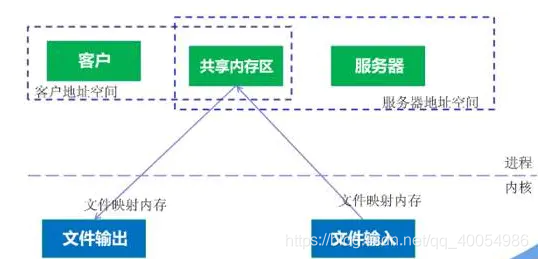 客户
共享内存区
服务器
客户地址空间
服务器地址空间
进程
内核
文件映射内存
文件映射内存
文件输出
文件输入
https://blog.csdn.net/qq_40054986